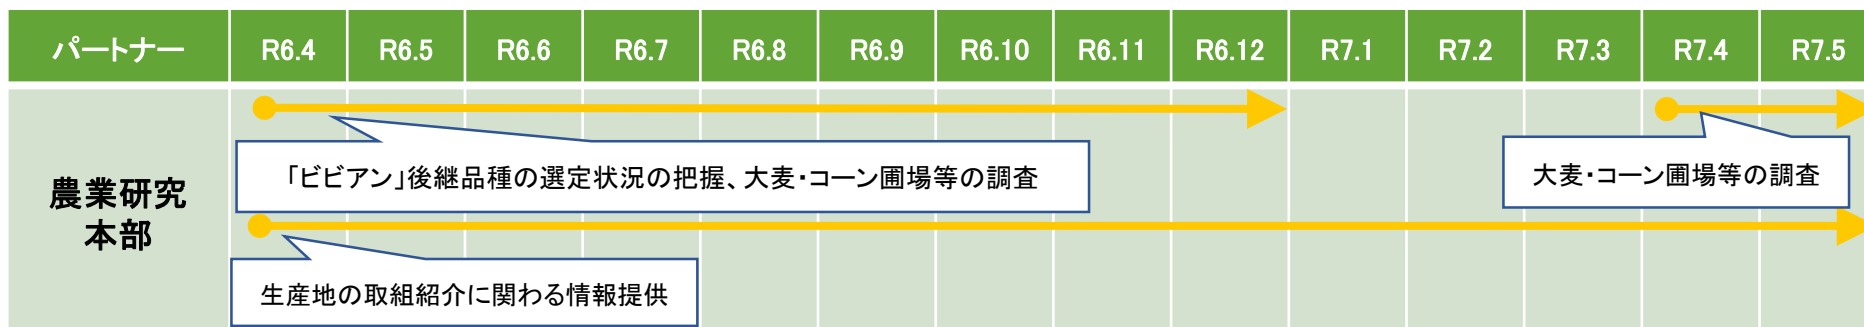 パートナー R6.4 R6.5 R6.6 R6.7 R6.8 R6.9 R6.10 R6.11 R6.12 R7.1 R7.2 R7.3 R7.4 R7.5
農業研究
本部
「ビビアン」後継品種の選定状況の把握、大麦・コーン圃場等の調査
大麦・コーン圃場等の調査
生産地の取組紹介に関わる情報提供